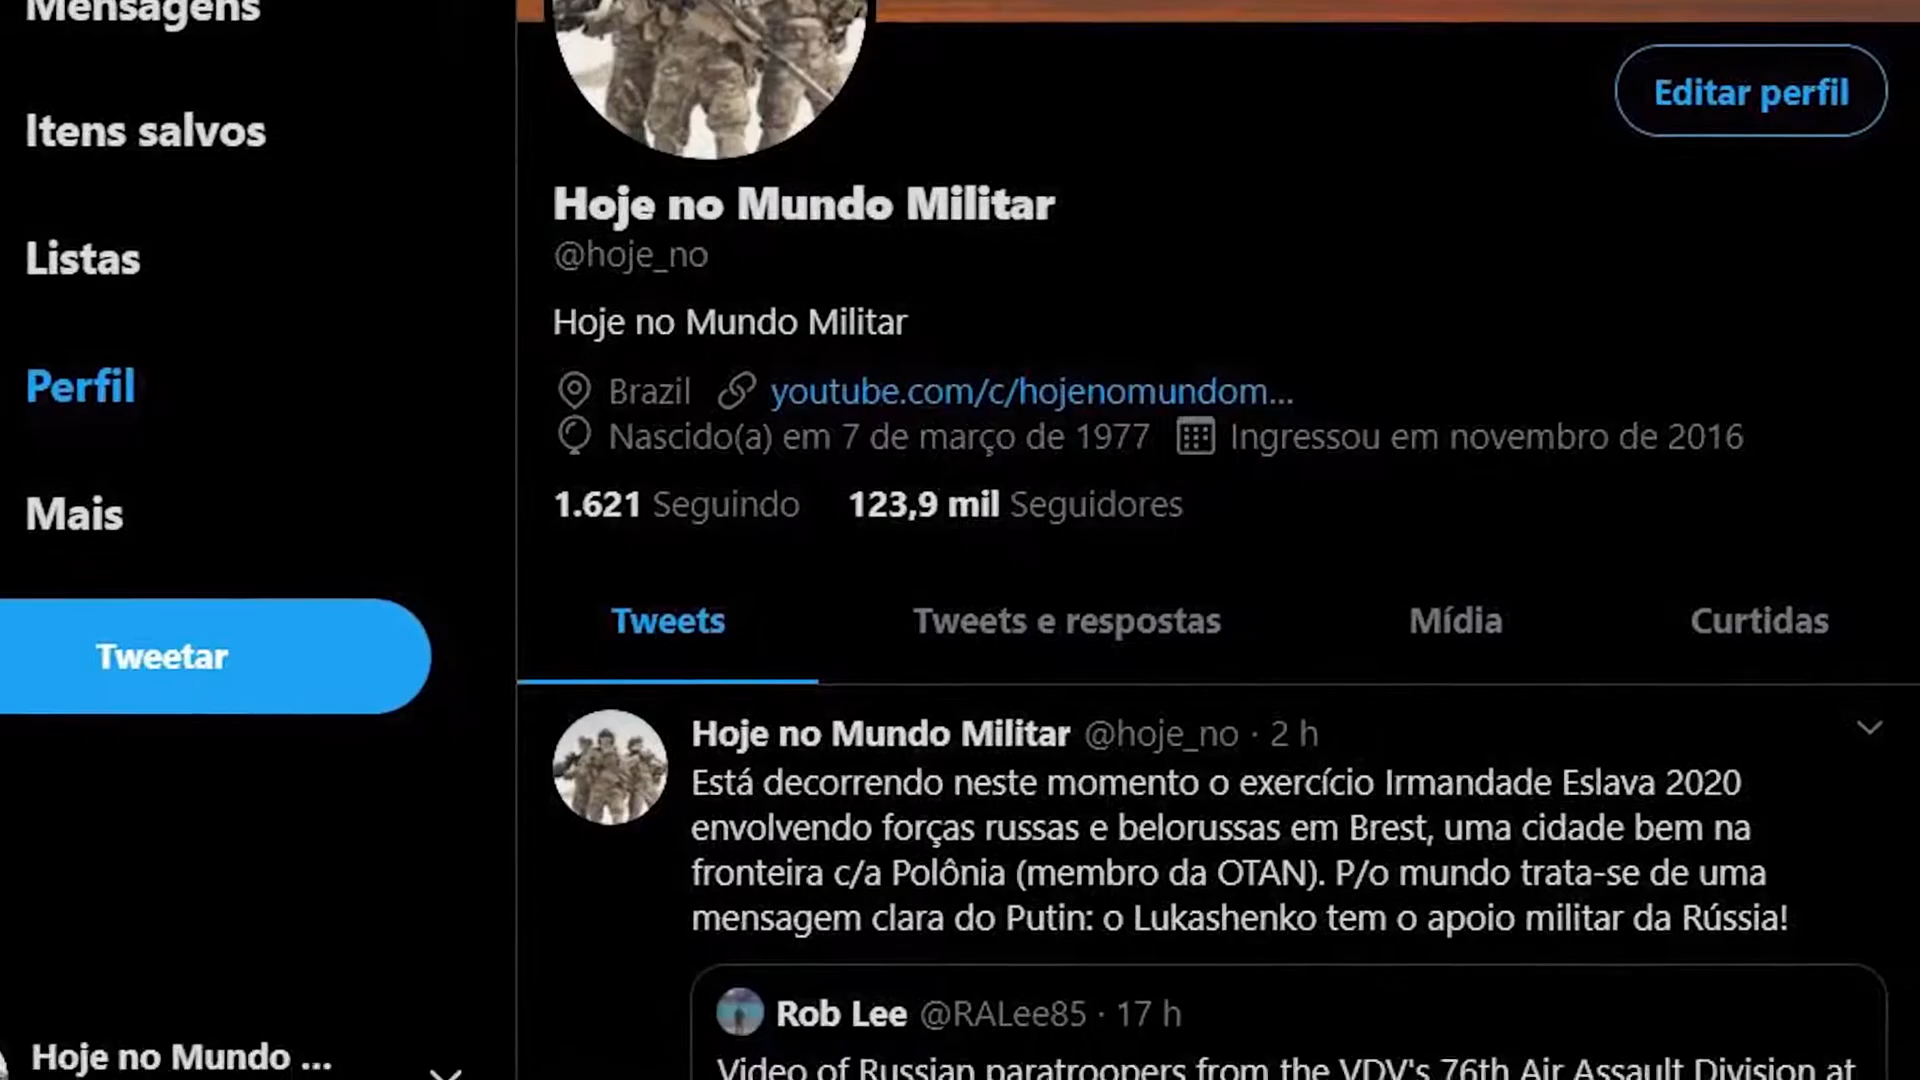 Mensagens
Itens salvos
Listas
Perfil
Mais
Tweetar
Hoje no Mundo ...
Editar perfil
Hoje no Mundo Militar
@hoje_no
Hoje no Mundo Militar
Brazil youtube.com/c/hojenomundom...
Nascido(a) em 7 de março de 1977 Ingressou em novembro de 2016
1.621 Seguindo 123,9 mil Seguidores
Tweets Tweets e respostas Mídia Curtidas
Hoje no Mundo Militar @hoje_no · 2 h
Está decorrendo neste momento o exercício Irmandade Eslava 2020
envolvendo forças russas e belorussas em Brest, uma cidade bem na
fronteira c/a Polônia (membro da OTAN). P/o mundo trata-se de uma
mensagem clara do Putin: o Lukashenko tem o apoio militar da Rússia!
Rob Lee @RALee85 · 17 h
Video of Russian paratroopers from the VDV's 76th Air Assault Division at